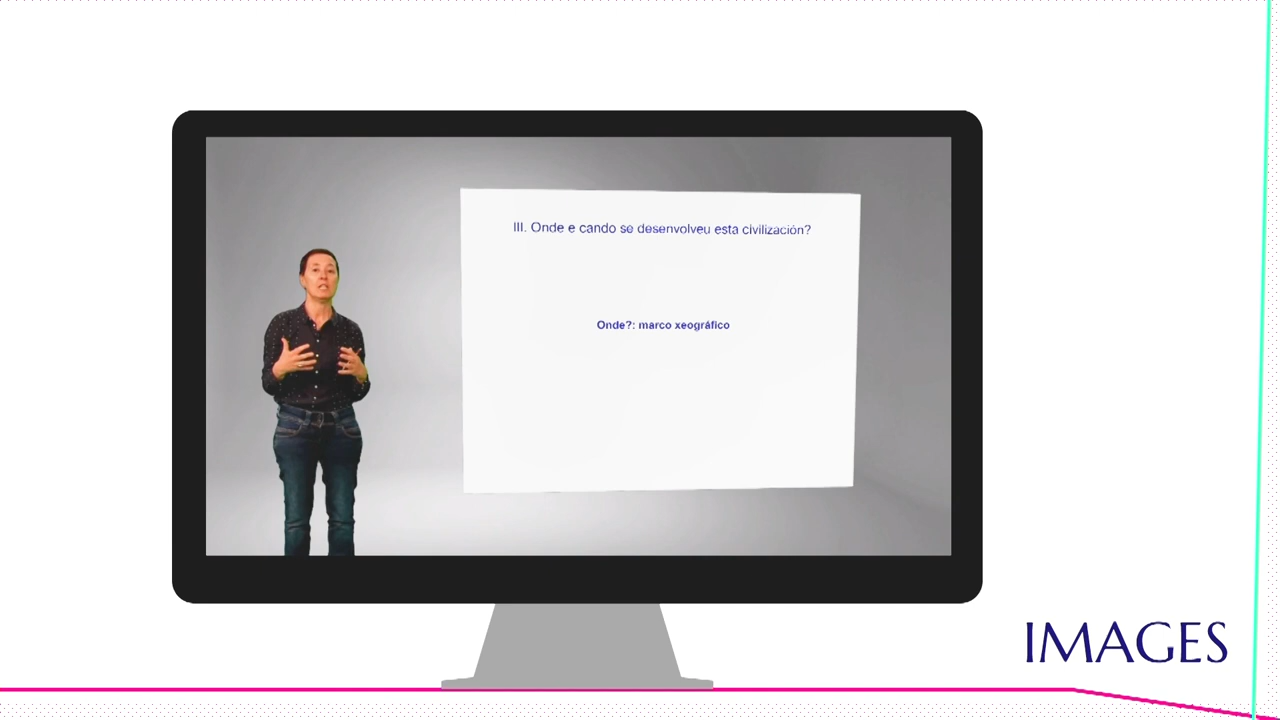 III. Onde e cando se desenvolveu esta civilización?
Onde?: marco xeográfico
IMAGES